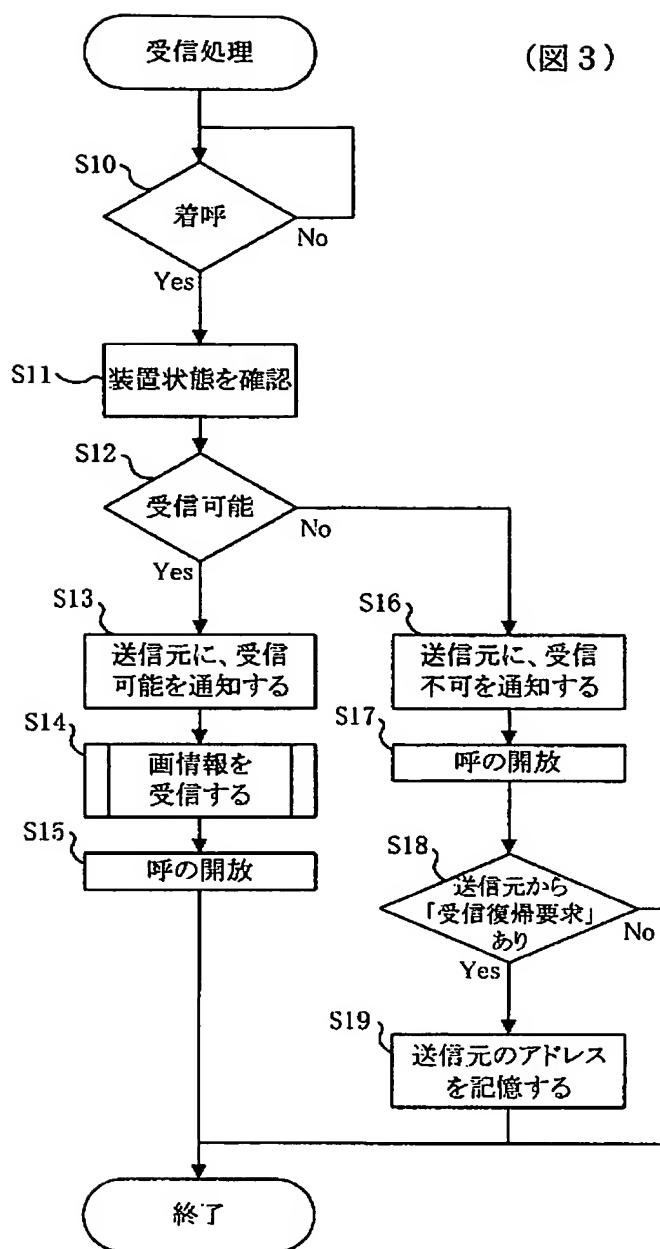 受信処理
(図3)
S10
着呼
No
Yes
S11
装置状態を確認
S12
受信可能
No
Yes
S13
送信元に、受信
可能を通知する
S14
画情報を
受信する
S15
呼の開放
S16
送信元に、受信
不可を通知する
S17
呼の開放
S18
送信元から
「受信復帰要求」
あり
No
Yes
S19
送信元のアドレス
を記憶する
終了